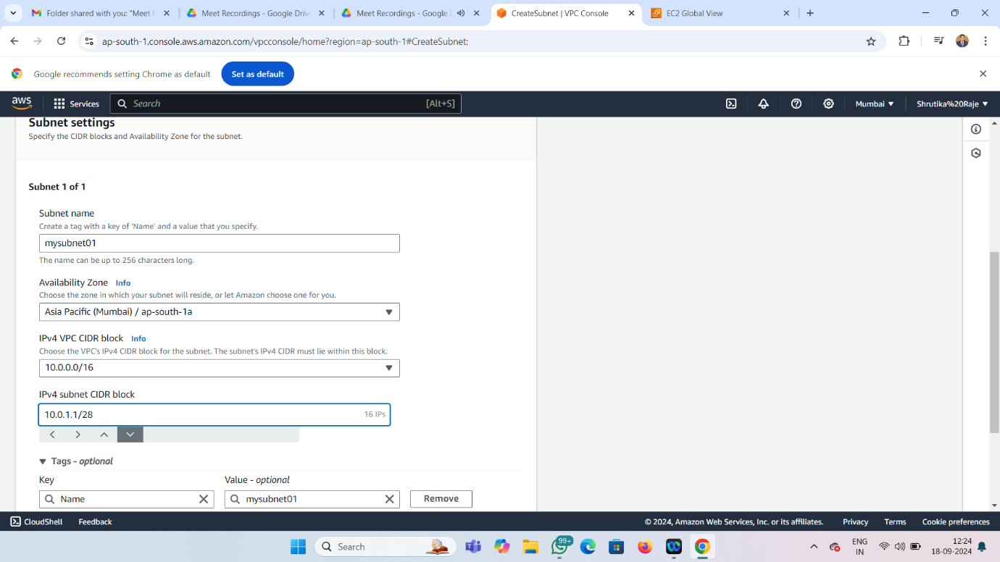 Folder shared with you: "Meet R
Meet Recordings - Google Drive
Meet Recordings - Google
CreateSubnet | VPC Console
EC2 Global View
ap-south-1.console.aws.amazon.com/vpcconsole/home?region=ap-south-1#CreateSubnet:
Google recommends setting Chrome as default
Set as default
aws
Services
Search
[Alt+S]
Mumbai
Shrutika%20Raje
Subnet settings
Specify the CIDR blocks and Availability Zone for the subnet.
Subnet 1 of 1
Subnet name
Create a tag with a key of 'Name' and a value that you specify.
mysubnet01
The name can be up to 256 characters long.
Availability Zone Info
Choose the zone in which your subnet will reside, or let Amazon choose one for you.
Asia Pacific (Mumbai) / ap-south-1a
IPv4 VPC CIDR block Info
Choose the VPC's IPv4 CIDR block for the subnet. The subnet's IPv4 CIDR must lie within this block.
10.0.0.0/16
IPv4 subnet CIDR block
10.0.1.1/28
16 IPs
Tags - optional
Key
Value - optional
Name
mysubnet01
Remove
CloudShell
Feedback
© 2024, Amazon Web Services, Inc. or its affiliates.
Privacy
Terms
Cookie preferences
Search
99+
ENG
IN
12:24
18-09-2024